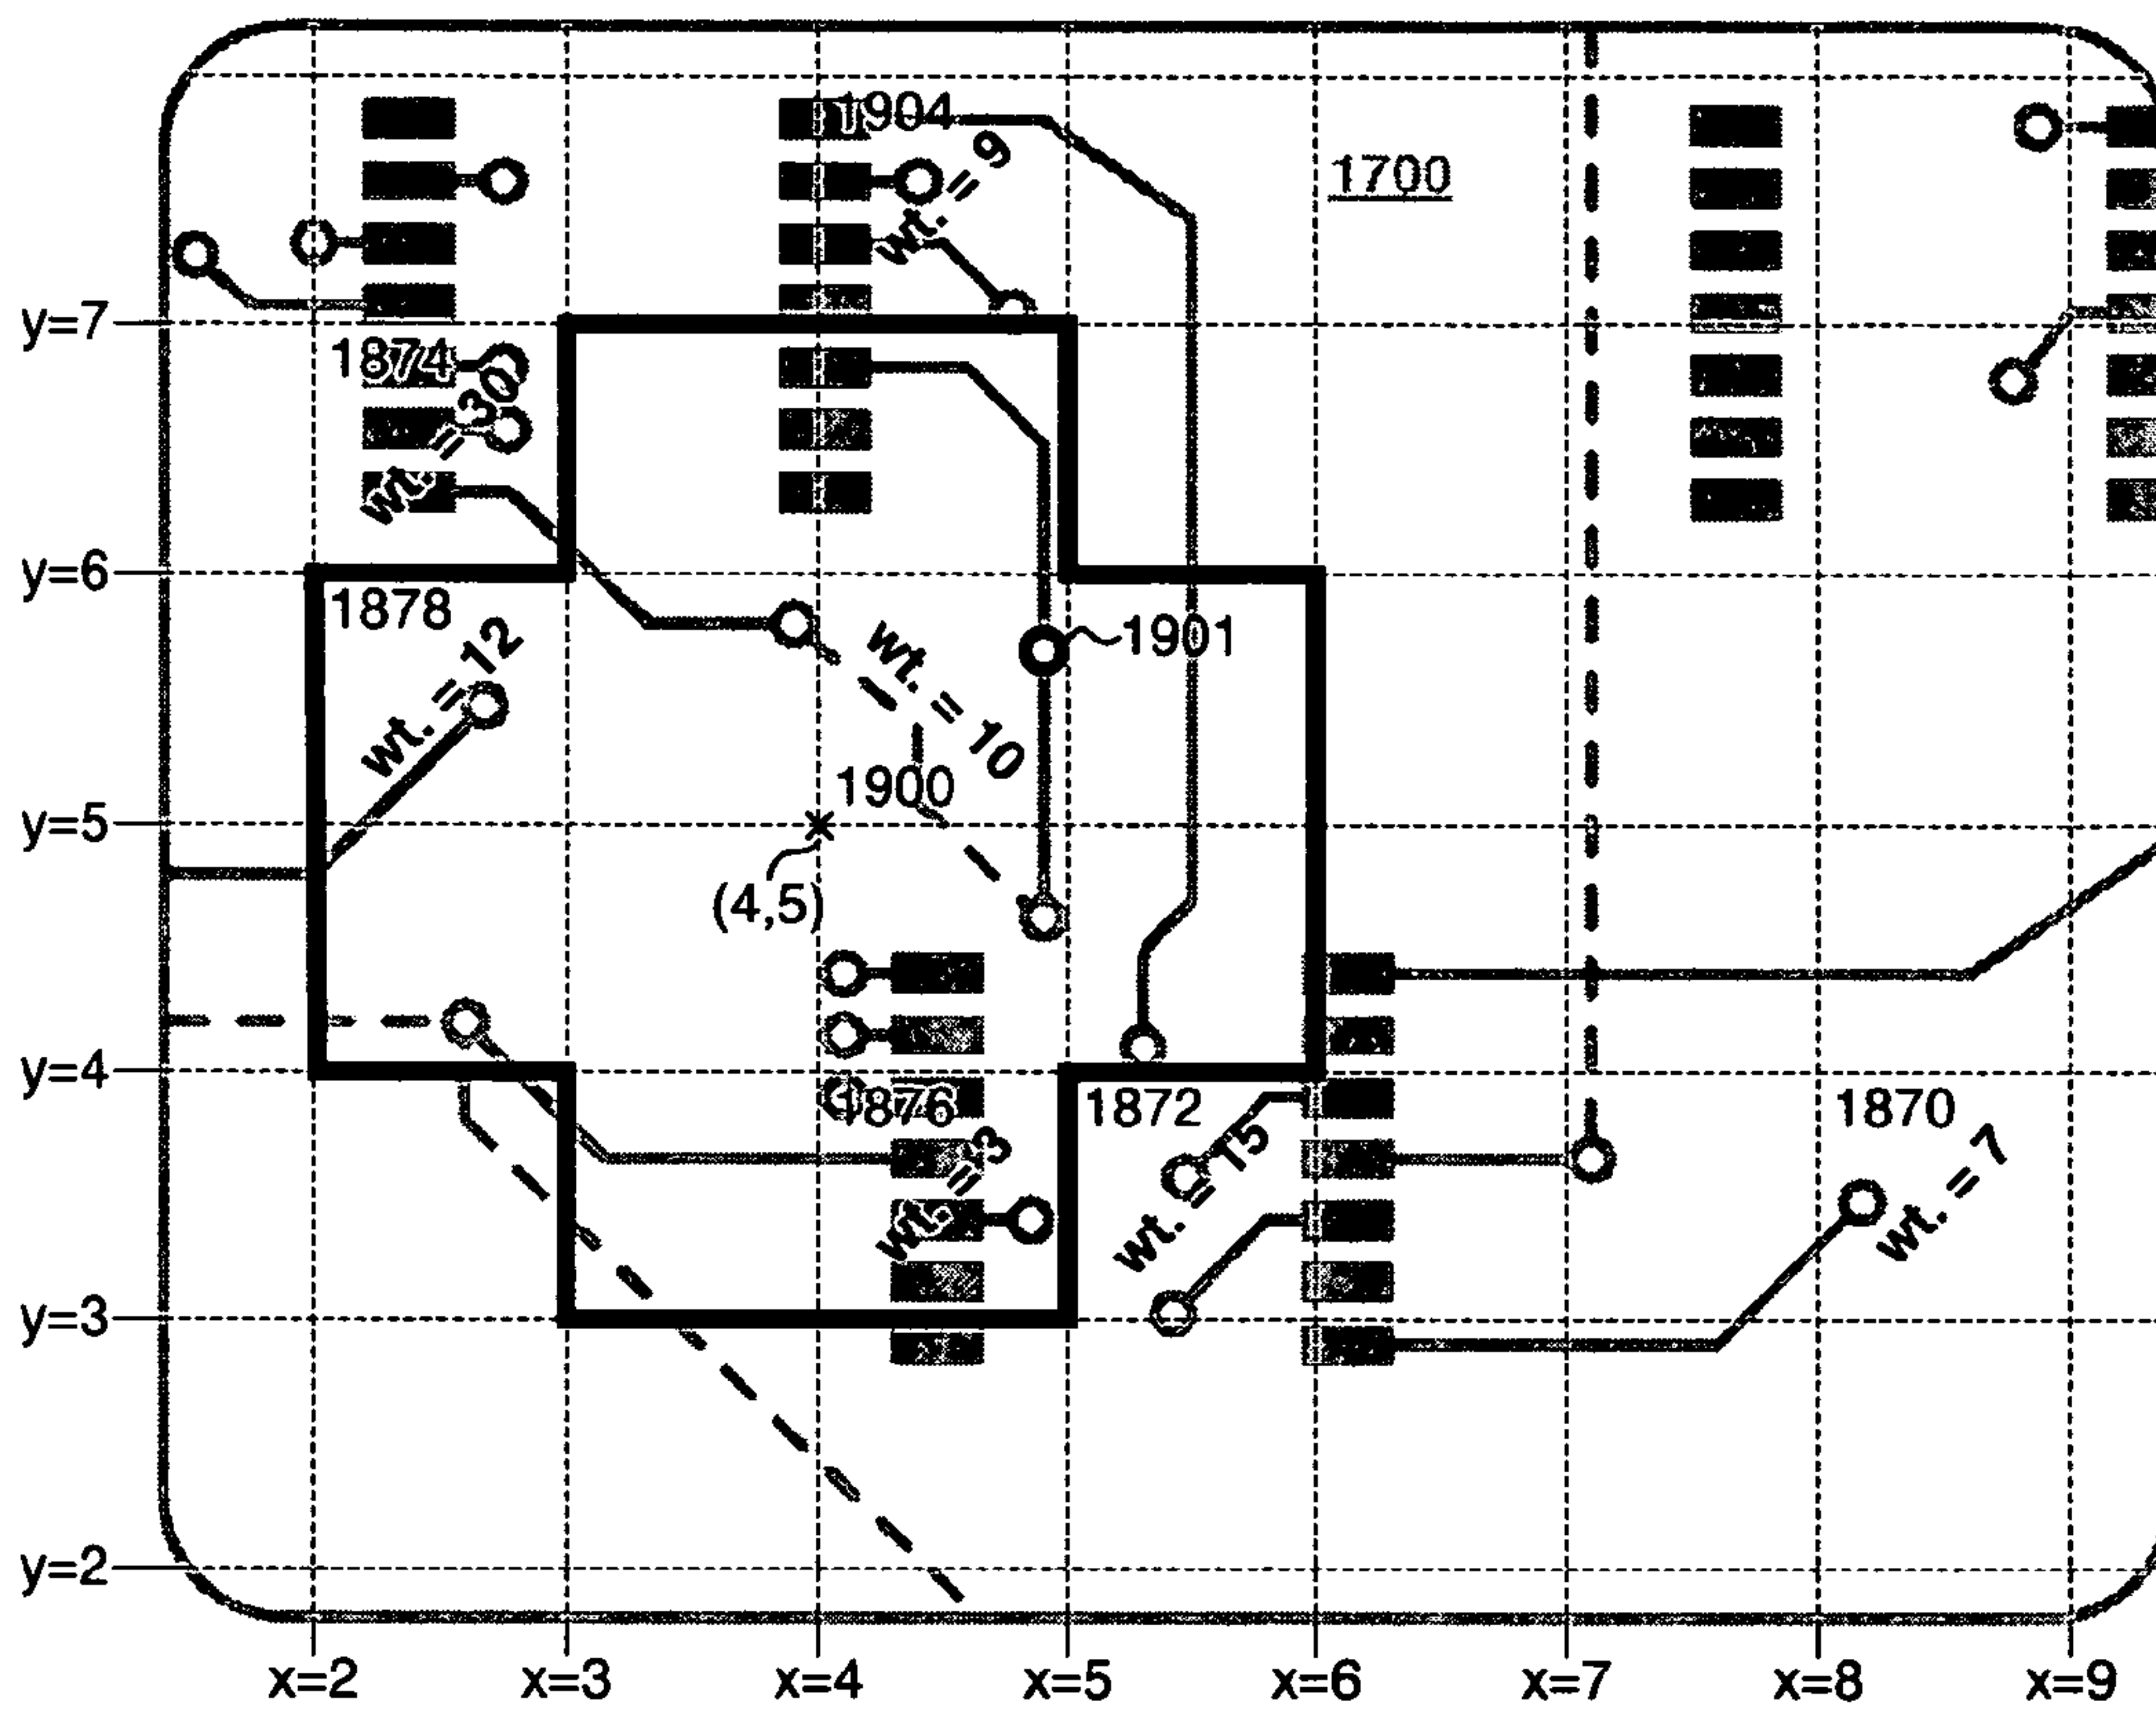 1904
wt. = 9
1700
y=7
1874
wt. = 30
y=6
1878
1901
wt. = 12
wt. = 10
1900
y=5
(4,5)
y=4
1876
1872
1870
wt. = 3
wt. = 15
wt. = 7
y=3
y=2
x=2 x=3 x=4 x=5 x=6 x=7 x=8 x=9